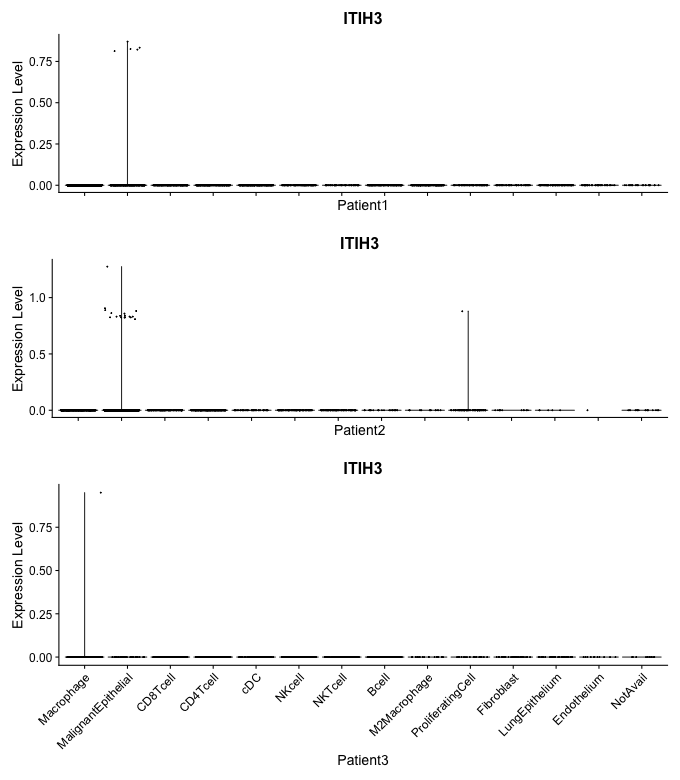 ITIH3
Expression Level
0.75
0.50
0.25
0.00
Patient1
ITIH3
Expression Level
1.0
0.5
0.0
Patient2
ITIH3
Expression Level
0.75
0.50
0.25
0.00
Macrophage
MalignantEpithelial
CD8Tcell
CD4Tcell
cDC
NKcell
NKTcell
Bcell
M2Macrophage
ProliferatingCell
Fibroblast
LungEpithelium
Endothelium
NotAvail
Patient3